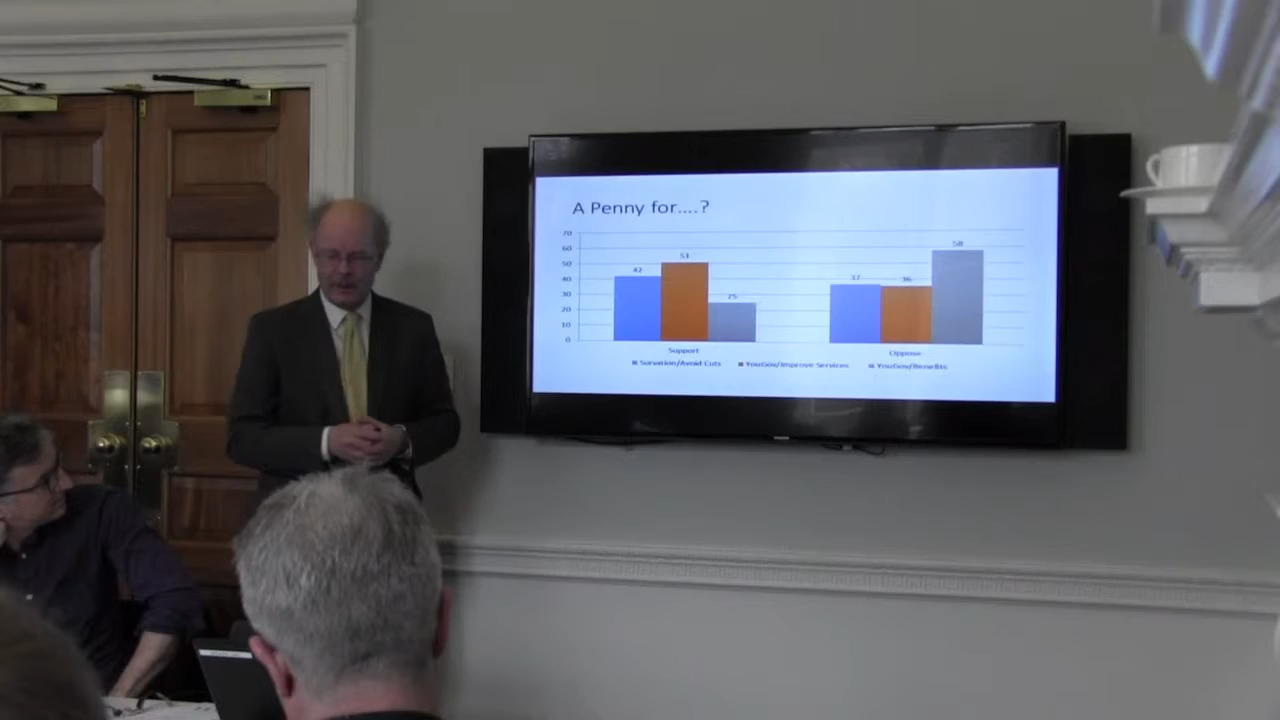 A Penny for....?
70
60
50
40
30
20
10
0
42
51
25
37
36
58
Support
Oppose
Survation/Avoid Cuts
YouGov/Improve Services
YouGov/Benefits